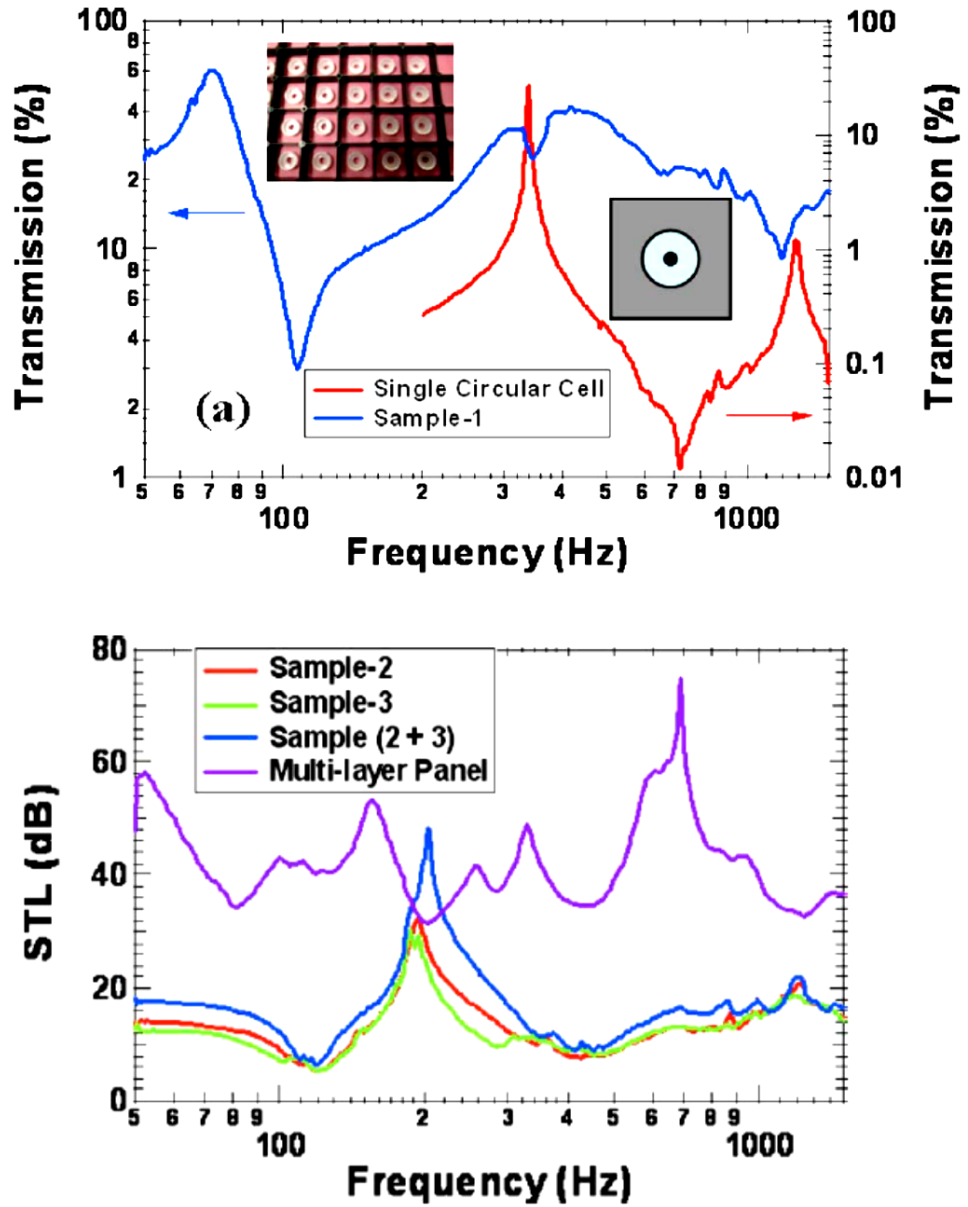 100
8
6
4
2
10
8
6
4
2
1
Transmission (%)
100
10
1
0.1
0.01
Transmission (%)
(a)
Single Circular Cell
Sample-1
5 6 7 8 9 100 2 3 4 5 6 7 8 9 1000
Frequency (Hz)
80
60
40
20
0
STL (dB)
Sample-2
Sample-3
Sample (2 + 3)
Multi-layer Panel
5 6 7 8 9 100 2 3 4 5 6 7 8 9 1000
Frequency (Hz)